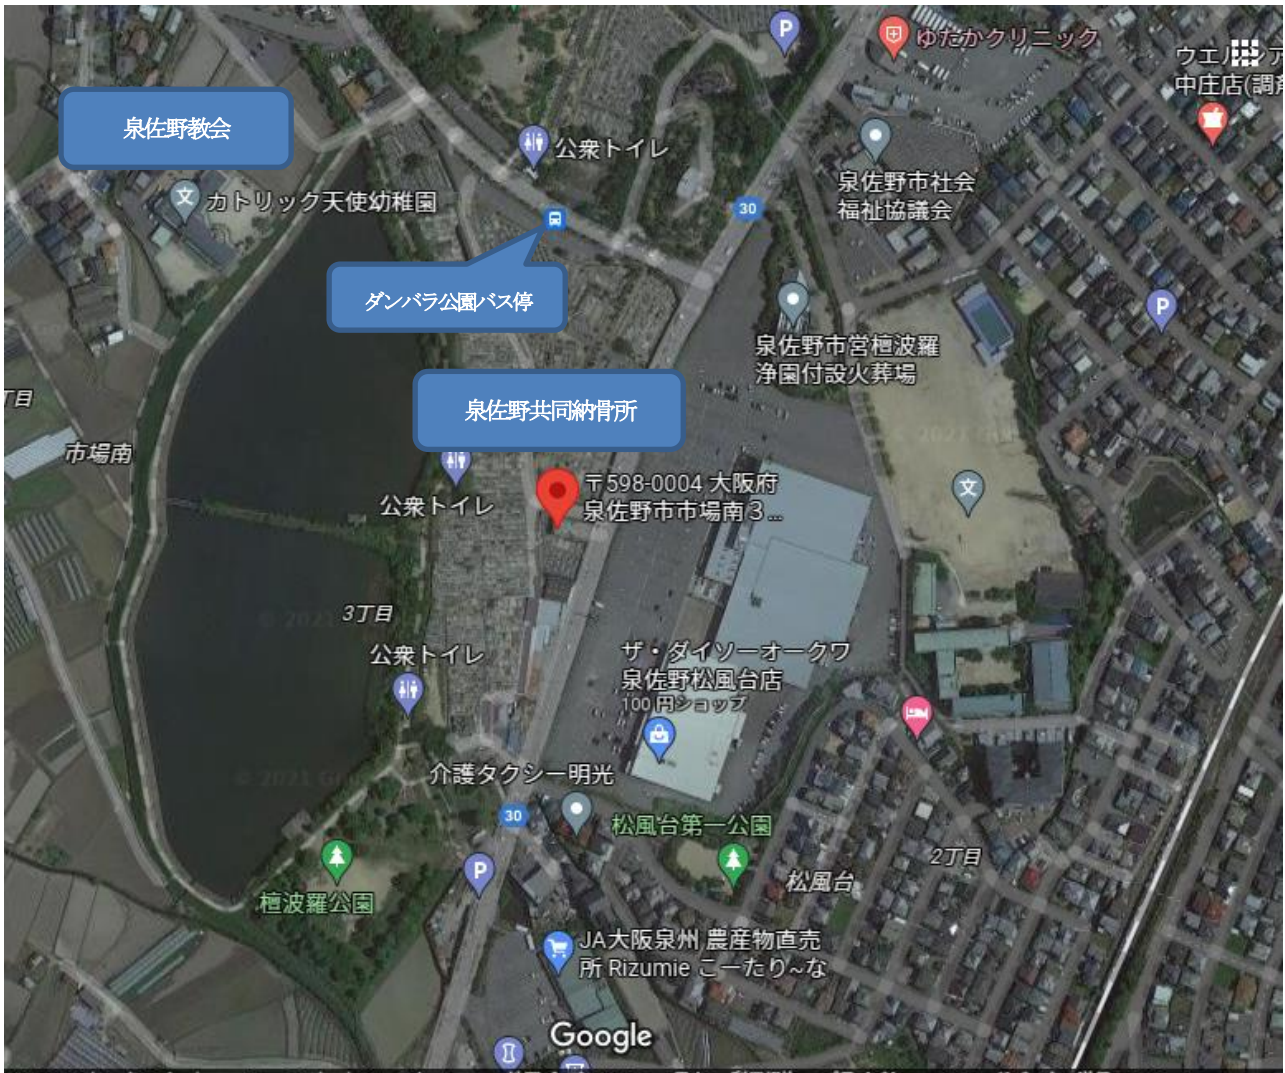 ゆたかクリニック
ウエルシア
中庄店(調剤
泉佐野教会
公衆トイレ
カトリック天使幼稚園
泉佐野市社会
福祉協議会
30
ダンバラ公園バス停
泉佐野市営檀波羅
浄園付設火葬場
丁目
泉佐野共同納骨所
市場南
〒598-0004 大阪府
泉佐野市市場南3...
公衆トイレ
3丁目
公衆トイレ
ザ・ダイソーオークワ
泉佐野松風台店
100 円ショップ
介護タクシー明光
30
松風台第一公園
2丁目
松風台
檀波羅公園
JA大阪泉州 農産物直売
所 Rizumie こーたり~な
Google